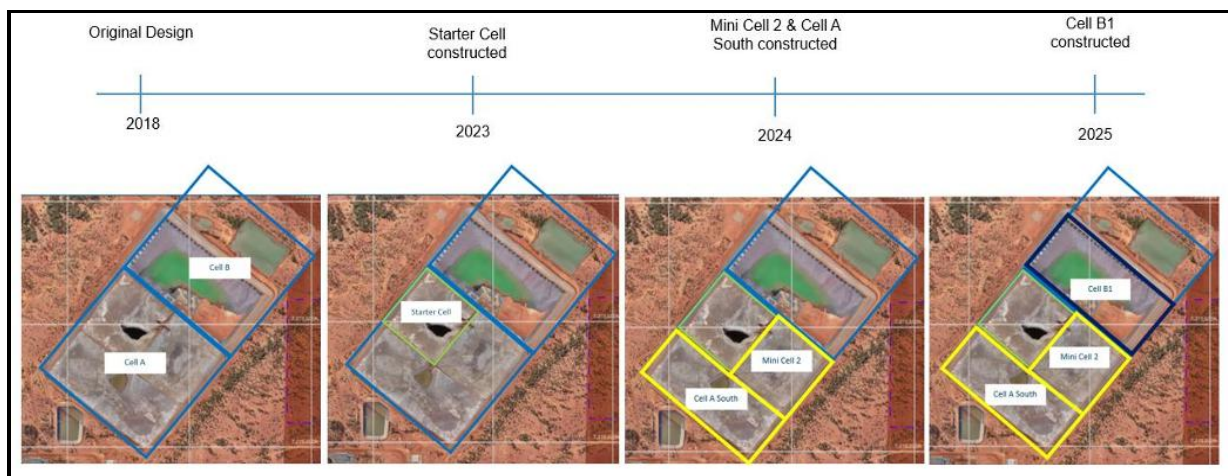 Original Design
Starter Cell
constructed
Mini Cell 2 & Cell A
South constructed
Cell B1
constructed
2018
2023
2024
2025
Cell B
Cell A
Starter Cell
Mini Cell 2
Cell A South
Cell B1
Mini Cell 2
Cell A South